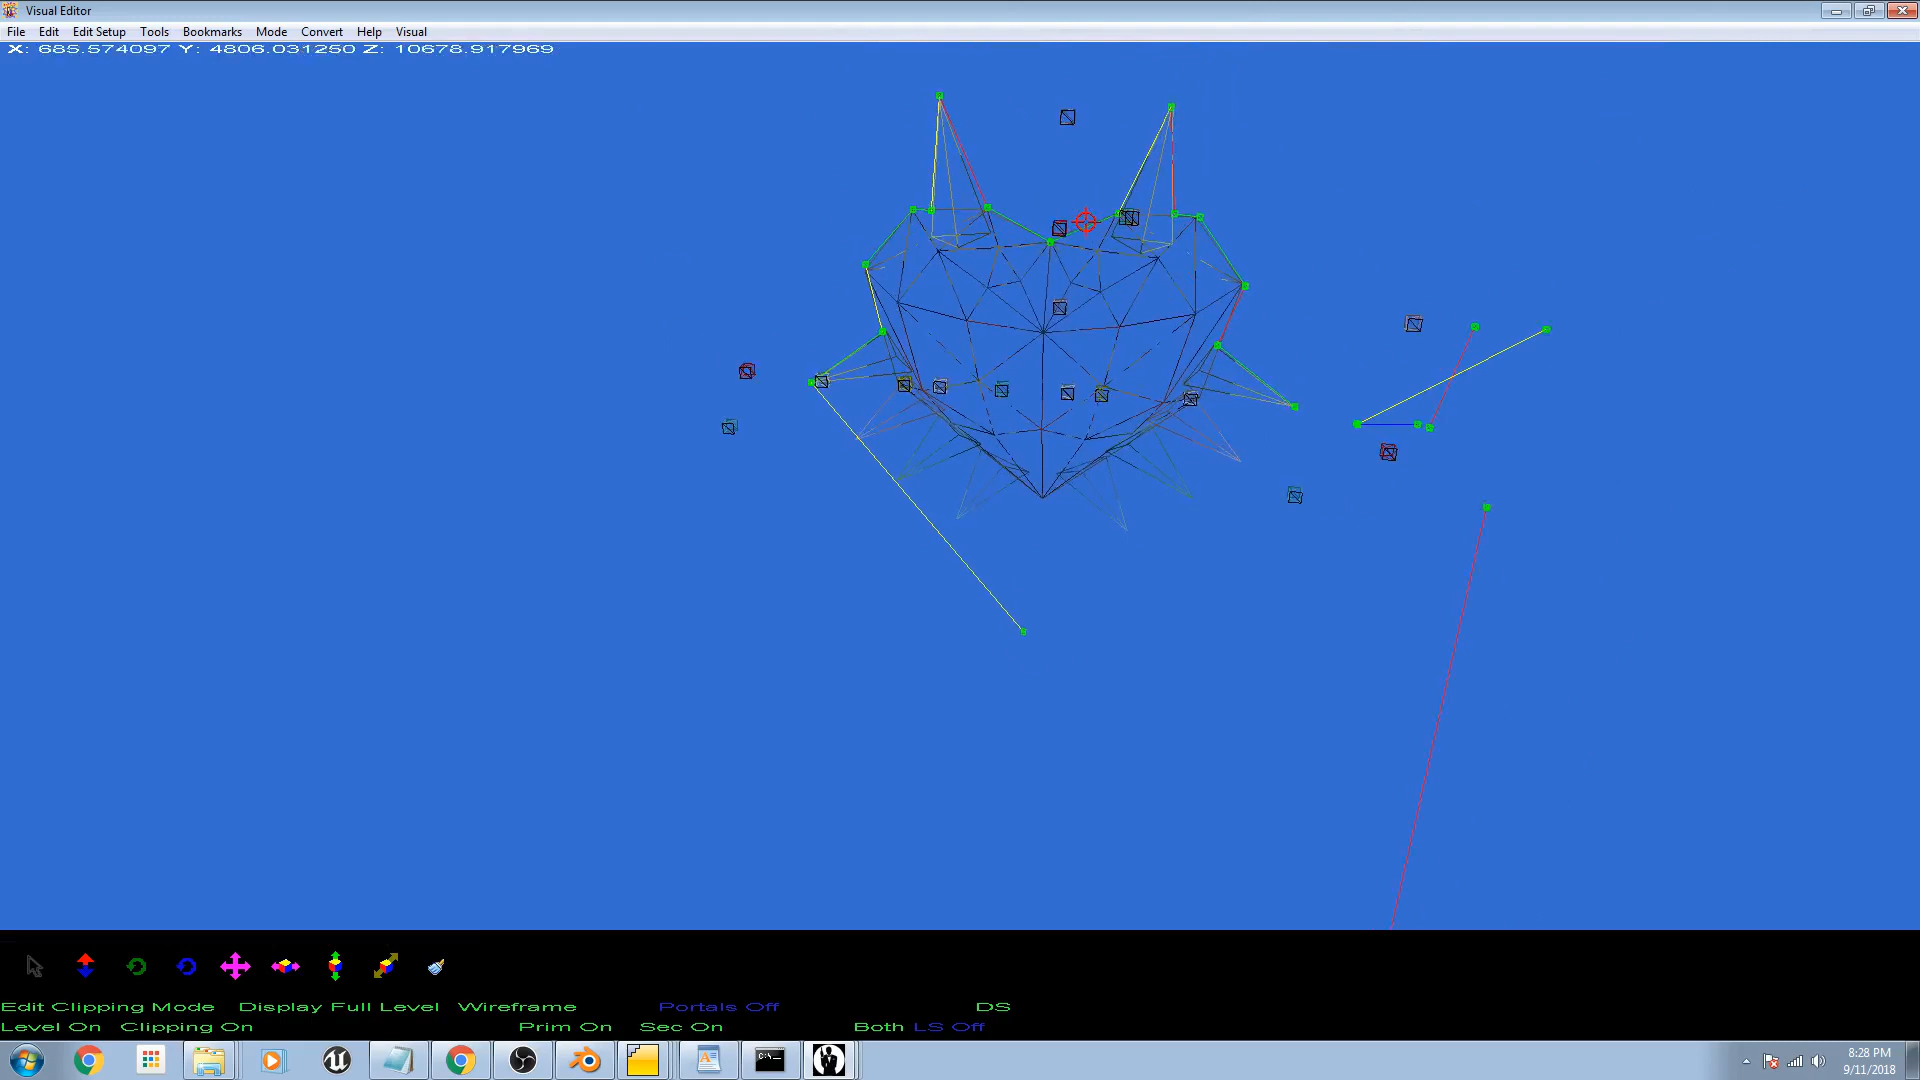 Visual Editor
File Edit Edit Setup Tools Bookmarks Mode Convert Help Visual
X: 685.574097 Y: 4806.031250 Z: 10678.917969
Edit Clipping Mode Display Full Level Wireframe Portals Off DS
Level On Clipping On Prim On Sec On Both LS Off
8:28 PM
9/11/2018